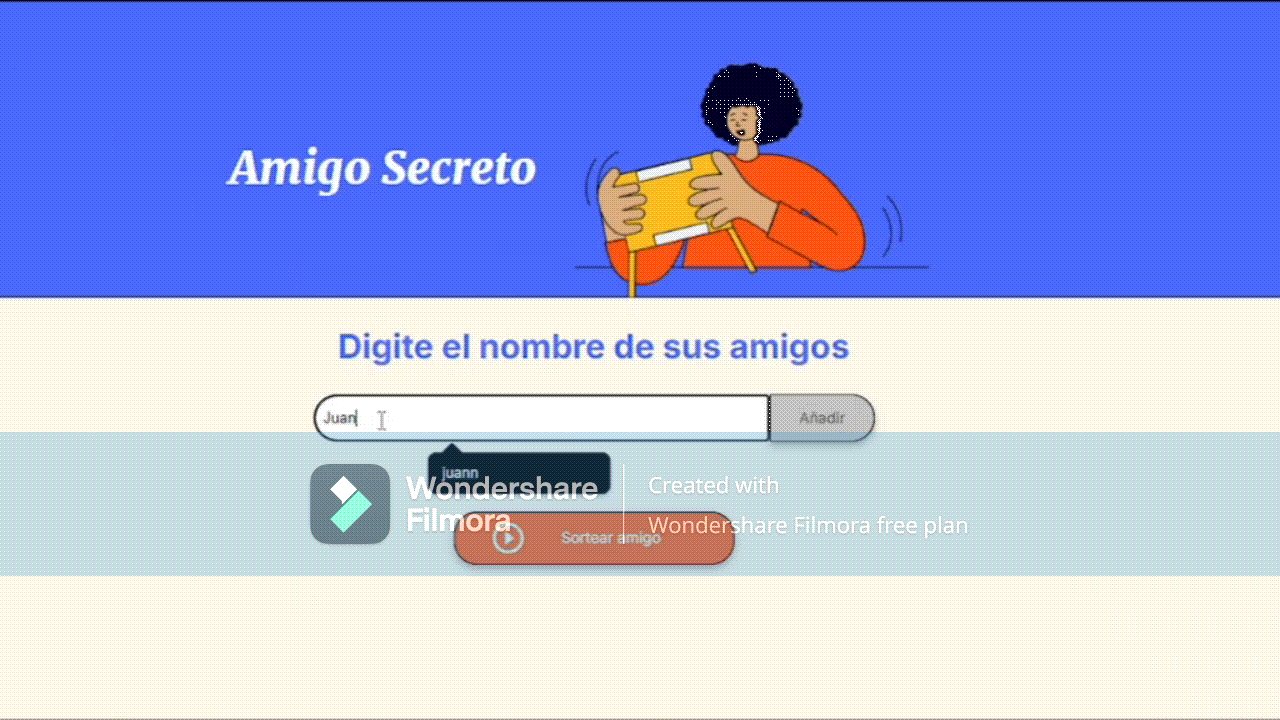 Amigo Secreto
Digite el nombre de sus amigos
Juan
Añadir
juann
Wondershare
Filmora
Created with
Wondershare Filmora free plan
Sortear amigo